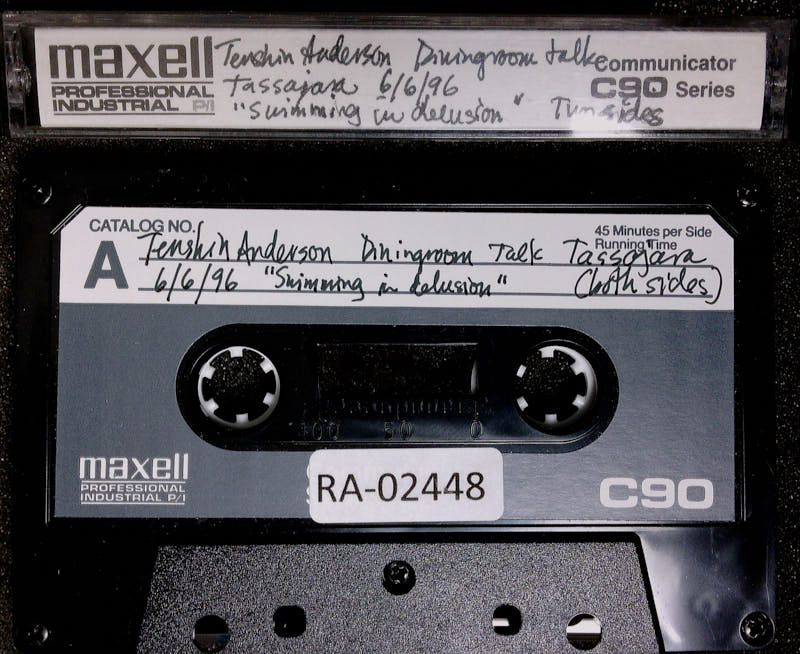 maxell Tenshin Anderson Diningroom talk Communicator
PROFESSIONAL Tassajara 6/6/96 C90 Series
INDUSTRIAL P/I "Swimming in delusion" Two sides
CATALOG NO. 45 Minutes per Side
Running Time
A Tenshin Anderson Diningroom Talk Tassajara
6/6/96 "Swimming in delusion" (both sides)
100 50 0
maxell
PROFESSIONAL
INDUSTRIAL P/I
RA-02448
C90